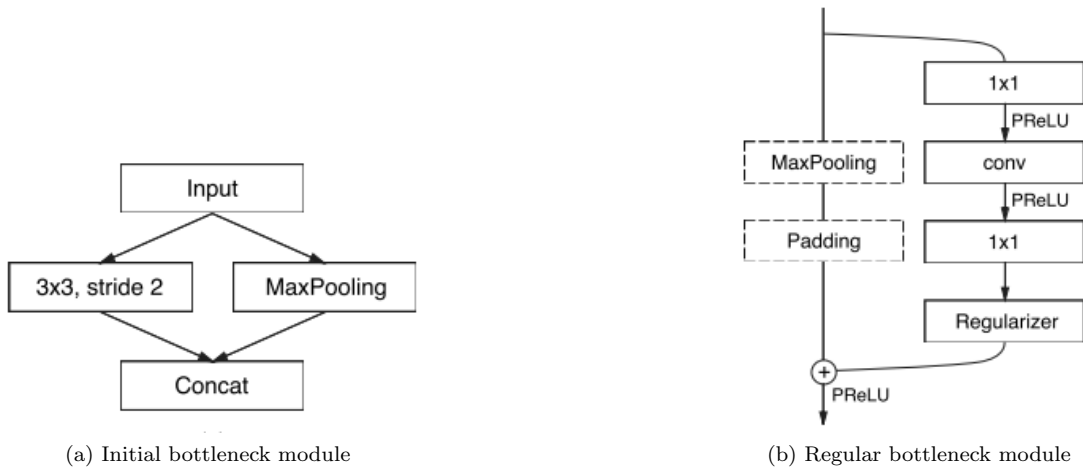 Input
3x3, stride 2
MaxPooling
Concat
(a) Initial bottleneck module
1x1
PReLU
MaxPooling
conv
PReLU
Padding
1x1
Regularizer
+
PReLU
(b) Regular bottleneck module